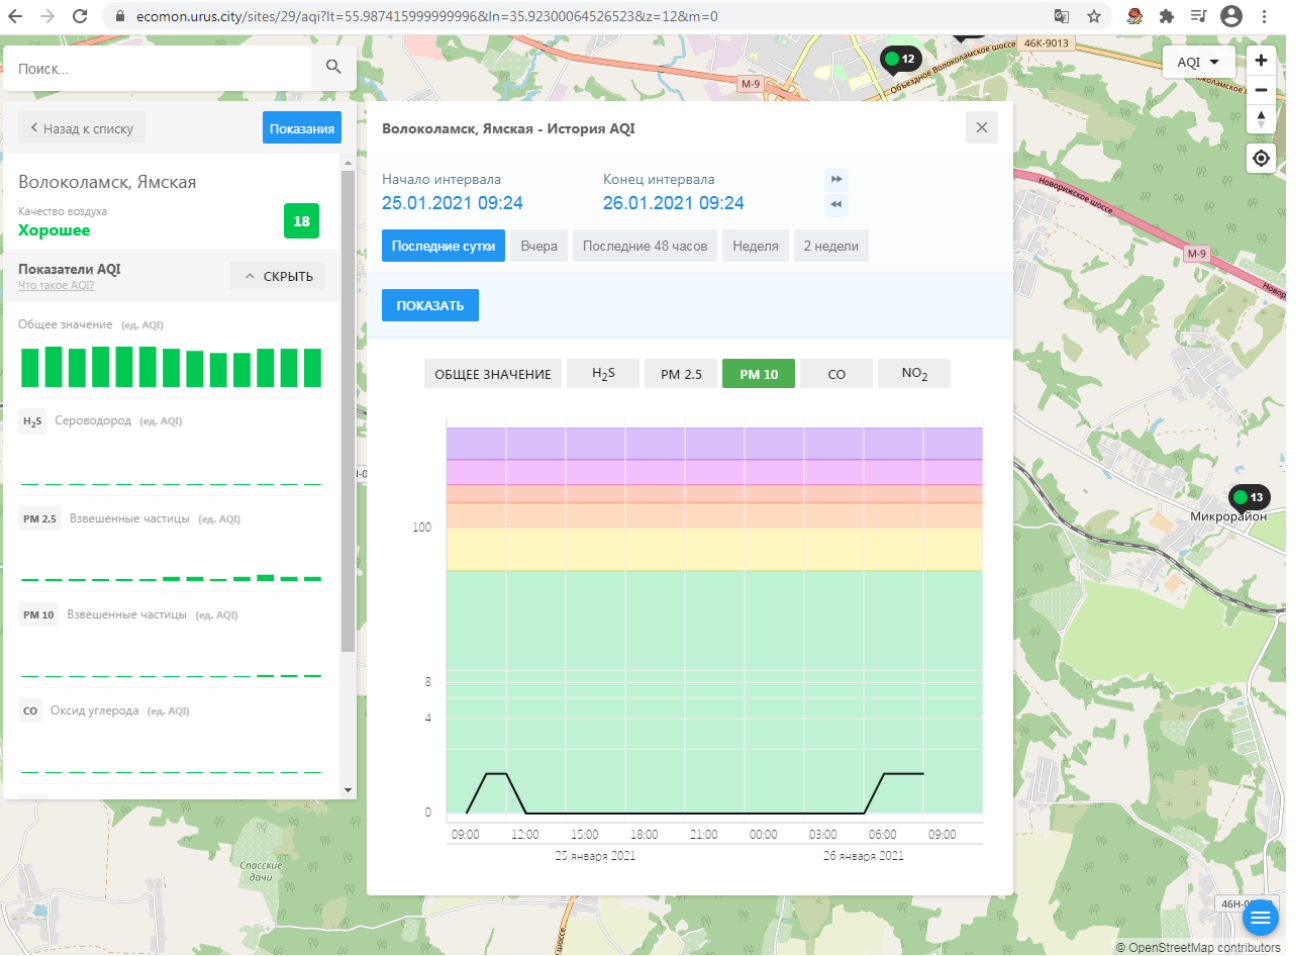 ecomon.urus.city/sites/29/aqi?lt=55.987415999999996&ln=35.92300064526523&z=12&m=0
46К-9013
12
Объездное Волоколамское шоссе
М-9
AQI
Поиск...
Назад к списку
Показания
Волоколамск, Ямская
Качество воздуха
Хорошее
18
Показатели AQI
Что такое AQI?
СКРЫТЬ
Общее значение (ед. AQI)
H2S Сероводород (ед. AQI)
PM 2.5 Взвешенные частицы (ед. AQI)
PM 10 Взвешенные частицы (ед. AQI)
CO Оксид углерода (ед. AQI)
Волоколамск, Ямская - История AQI
Начало интервала
25.01.2021 09:24
Конец интервала
26.01.2021 09:24
Последние сутки
Вчера
Последние 48 часов
Неделя
2 недели
ПОКАЗАТЬ
ОБЩЕЕ ЗНАЧЕНИЕ
H2S
PM 2.5
PM 10
CO
NO2
100
8
4
0
09:00 12:00 15:00 18:00 21:00 00:00 03:00 06:00 09:00
25 января 2021 26 января 2021
Новорижское шоссе
М-9
13
Микрорайон
Спасские
дачи
шоссе
© OpenStreetMap contributors